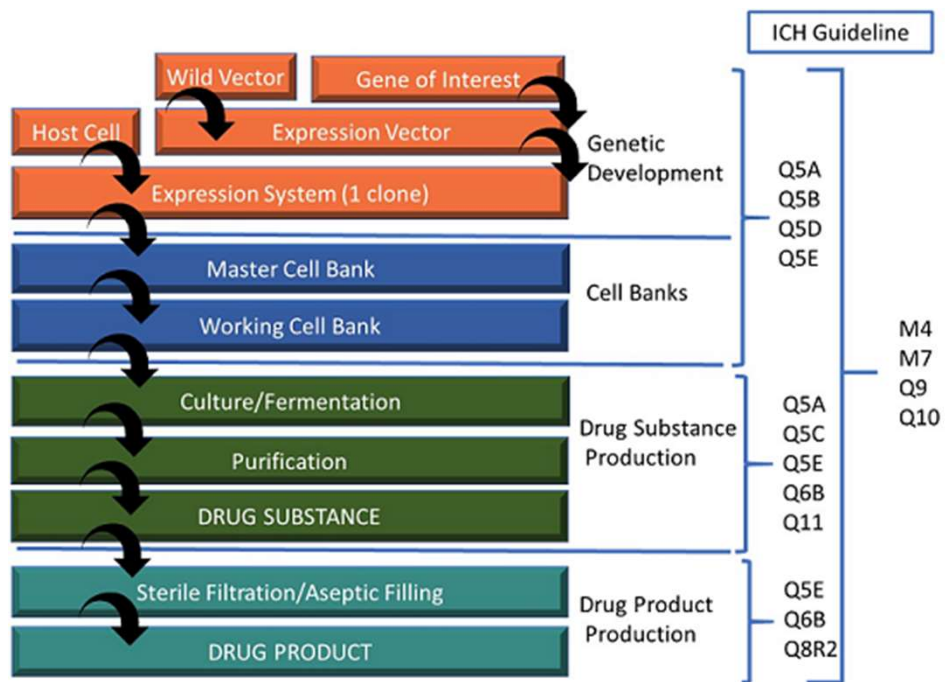 ICH Guideline
Wild Vector
Gene of Interest
Host Cell
Expression Vector
Expression System (1 clone)
Genetic
Development
Master Cell Bank
Working Cell Bank
Cell Banks
Q5A
Q5B
Q5D
Q5E
Culture/Fermentation
Purification
DRUG SUBSTANCE
Drug Substance
Production
Q5A
Q5C
Q5E
Q6B
Q11
Sterile Filtration/Aseptic Filling
DRUG PRODUCT
Drug Product
Production
Q5E
Q6B
Q8R2
M4
M7
Q9
Q10